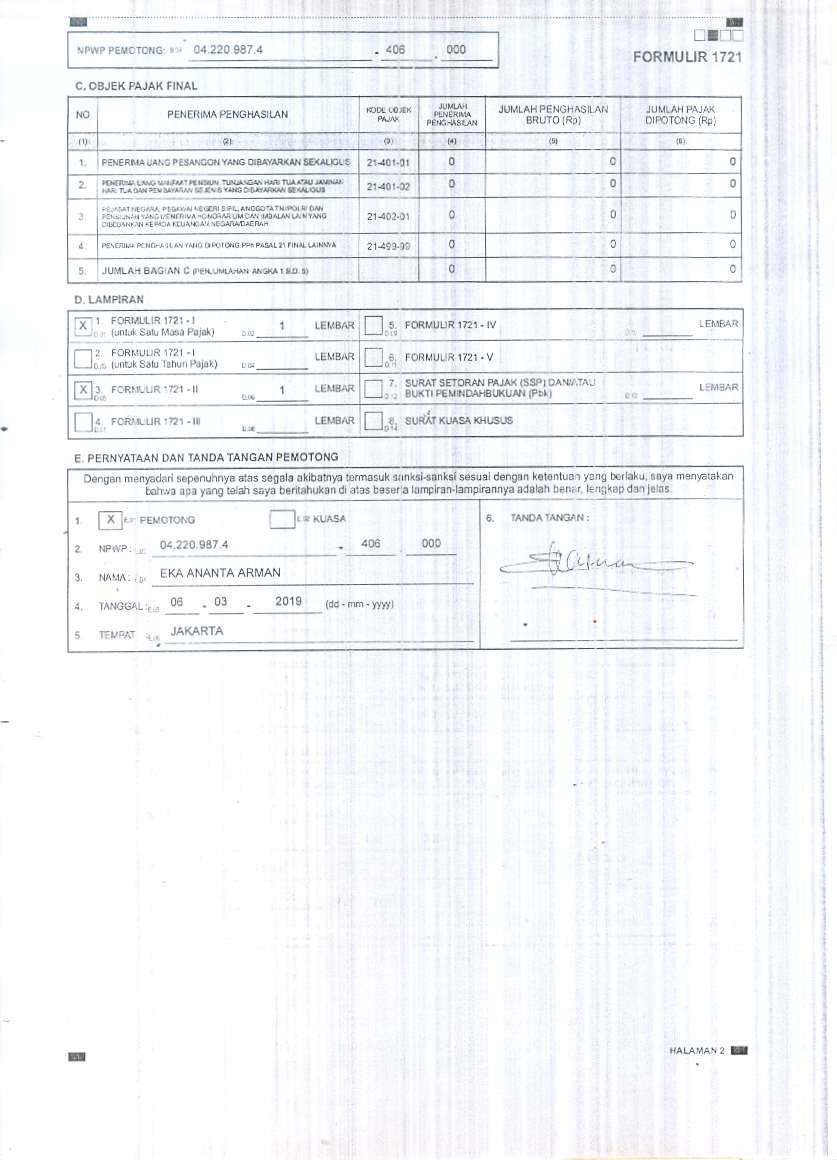 NPWP PEMOTONG: 04.220.987.4 - 406 . 000
FORMULIR 1721
C. OBJEK PAJAK FINAL
NO PENERIMA PENGHASILAN KODE OBJEK PAJAK JUMLAH PENERIMA PENGHASILAN JUMLAH PENGHASILAN BRUTO (Rp) JUMLAH PAJAK DIPOTONG (Rp)
(1) (2) (3) (4) (5) (6)
1. PENERIMA UANG PESANGON YANG DIBAYARKAN SEKALIGUS 21-401-01 0 0 0
2. PENERIMA UANG MANFAAT PENSIUN, TUNJANGAN HARI TUA ATAU JAMINAN HARI TUA DAN PEMBAYARAN SEJENIS YANG DIBAYARKAN SEKALIGUS 21-401-02 0 0 0
3. PEJABAT NEGARA, PEGAWAI NEGERI SIPIL, ANGGOTA TNI/POLRI DAN PENSIUNAN YANG MENERIMA HONORARIUM DAN IMBALAN LAIN YANG DIBEBANKAN KEPADA KEUANGAN NEGARA/DAERAH 21-402-01 0 0 0
4. PENERIMA PENGHASILAN YANG DIPOTONG PPh PASAL 21 FINAL LAINNYA 21-499-99 0 0 0
5. JUMLAH BAGIAN C (PENJUMLAHAN ANGKA 1 S.D. 5) 0 0 0
D. LAMPIRAN
X D.01 1. FORMULIR 1721 - I (untuk Satu Masa Pajak) D.02 1 LEMBAR
D.03 2. FORMULIR 1721 - I (untuk Satu Tahun Pajak) D.04 LEMBAR
X D.05 3. FORMULIR 1721 - II D.06 1 LEMBAR
D.07 4. FORMULIR 1721 - III D.08 LEMBAR
D.09 5. FORMULIR 1721 - IV LEMBAR
D.11 6. FORMULIR 1721 - V
D.12 7. SURAT SETORAN PAJAK (SSP) DAN/ATAU BUKTI PEMINDAHBUKUAN (Pbk) D.13 LEMBAR
D.14 8. SURAT KUASA KHUSUS
E. PERNYATAAN DAN TANDA TANGAN PEMOTONG
Dengan menyadari sepenuhnya atas segala akibatnya termasuk sanksi-sanksi sesuai dengan ketentuan yang berlaku, saya menyatakan
bahwa apa yang telah saya beritahukan di atas beserta lampiran-lampirannya adalah benar, lengkap dan jelas.
1. X E.01 PEMOTONG E.02 KUASA
2. NPWP : E.03 04.220.987.4 - 406 . 000
3. NAMA : E.04 EKA ANANTA ARMAN
4. TANGGAL : E.05 06 - 03 - 2019 (dd - mm - yyyy)
5. TEMPAT : E.06 JAKARTA
6. TANDA TANGAN :
HALAMAN 2